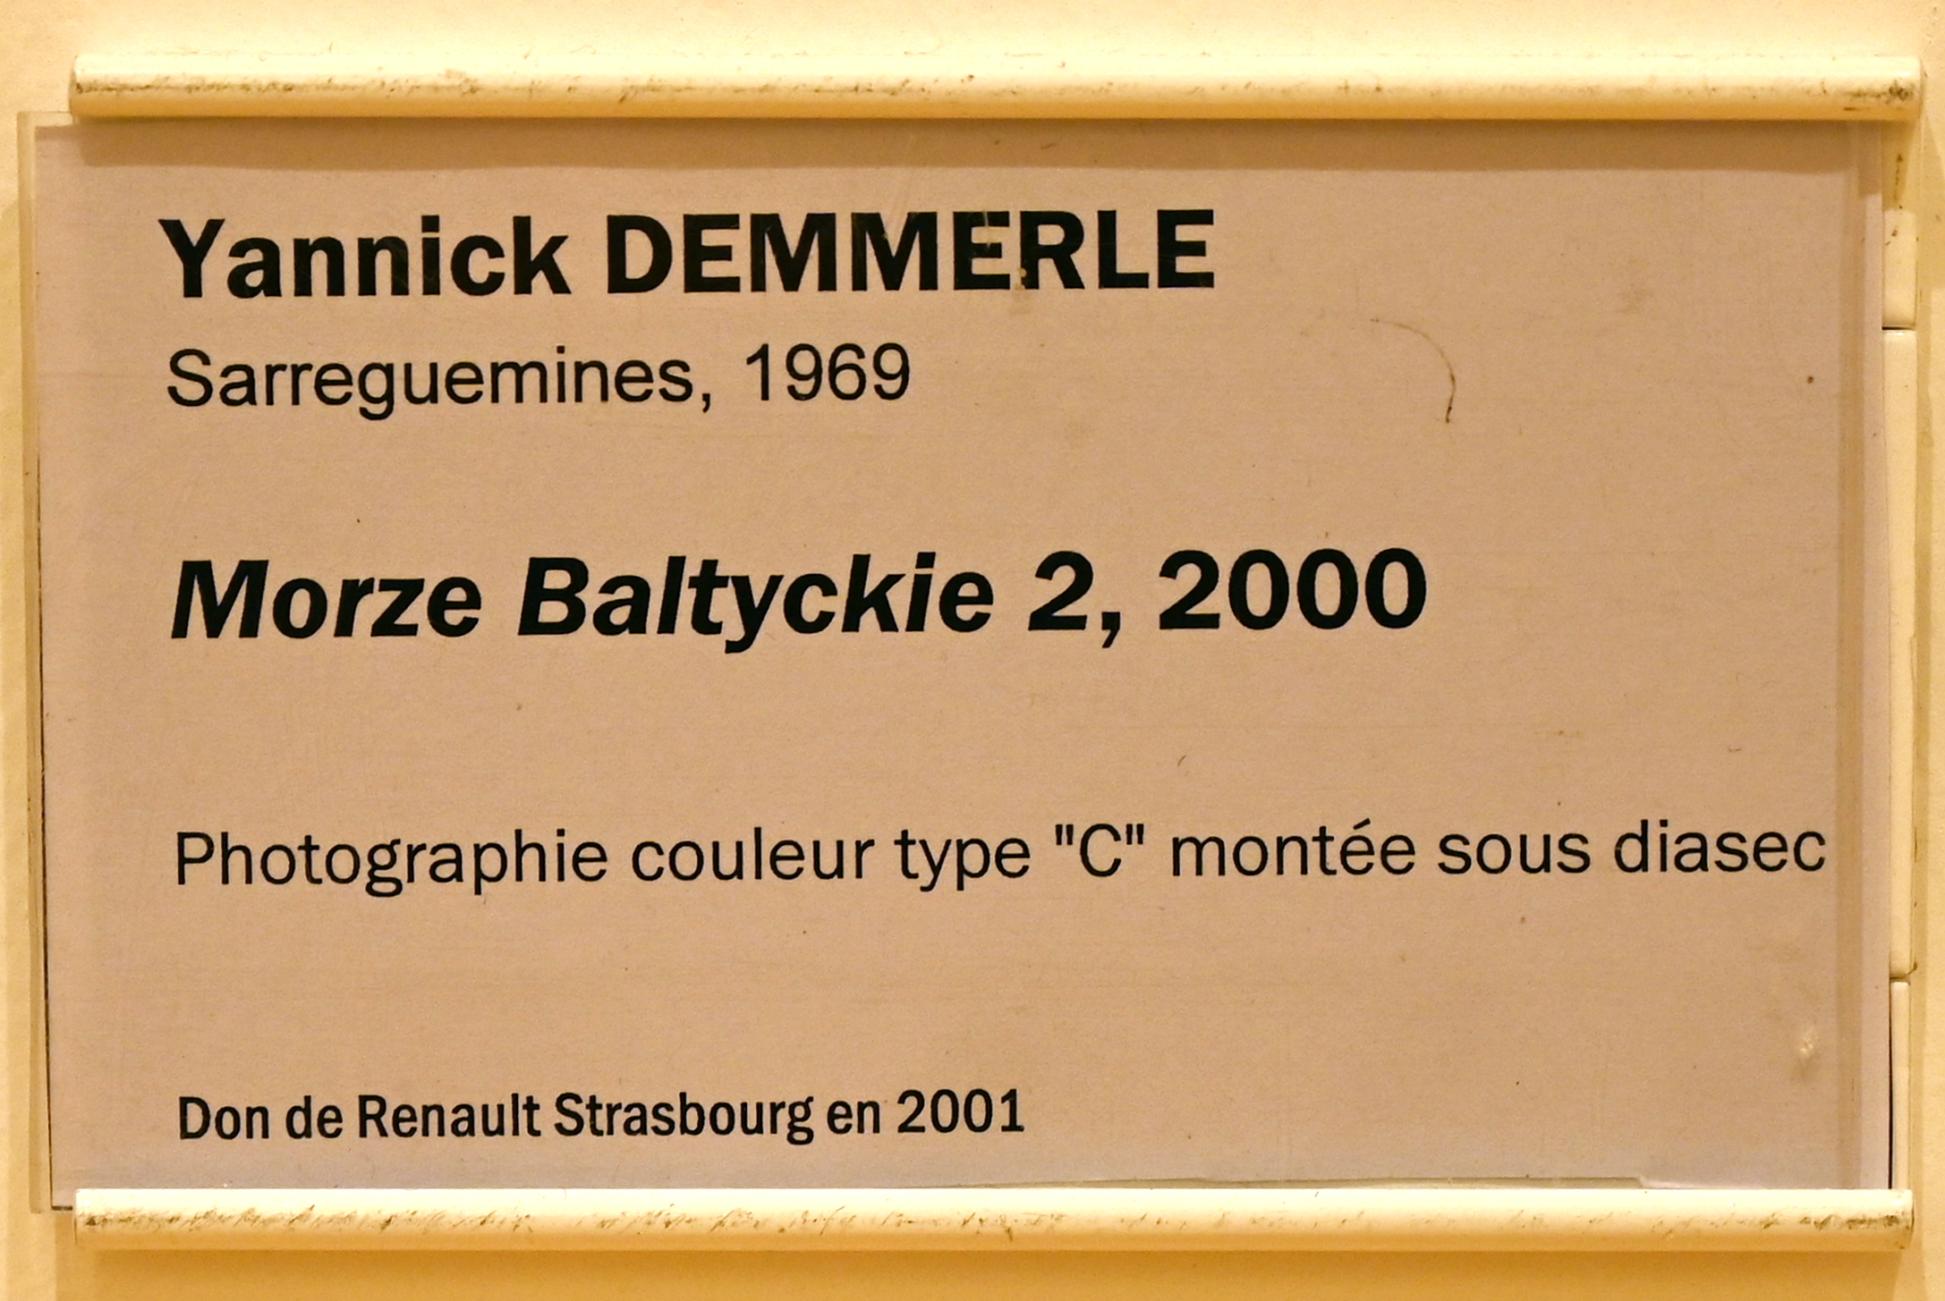 Yannick DEMMERLE
Sarreguemines, 1969
Morze Baltyckie 2, 2000
Photographie couleur type "C" montée sous diasec
Don de Renault Strasbourg en 2001